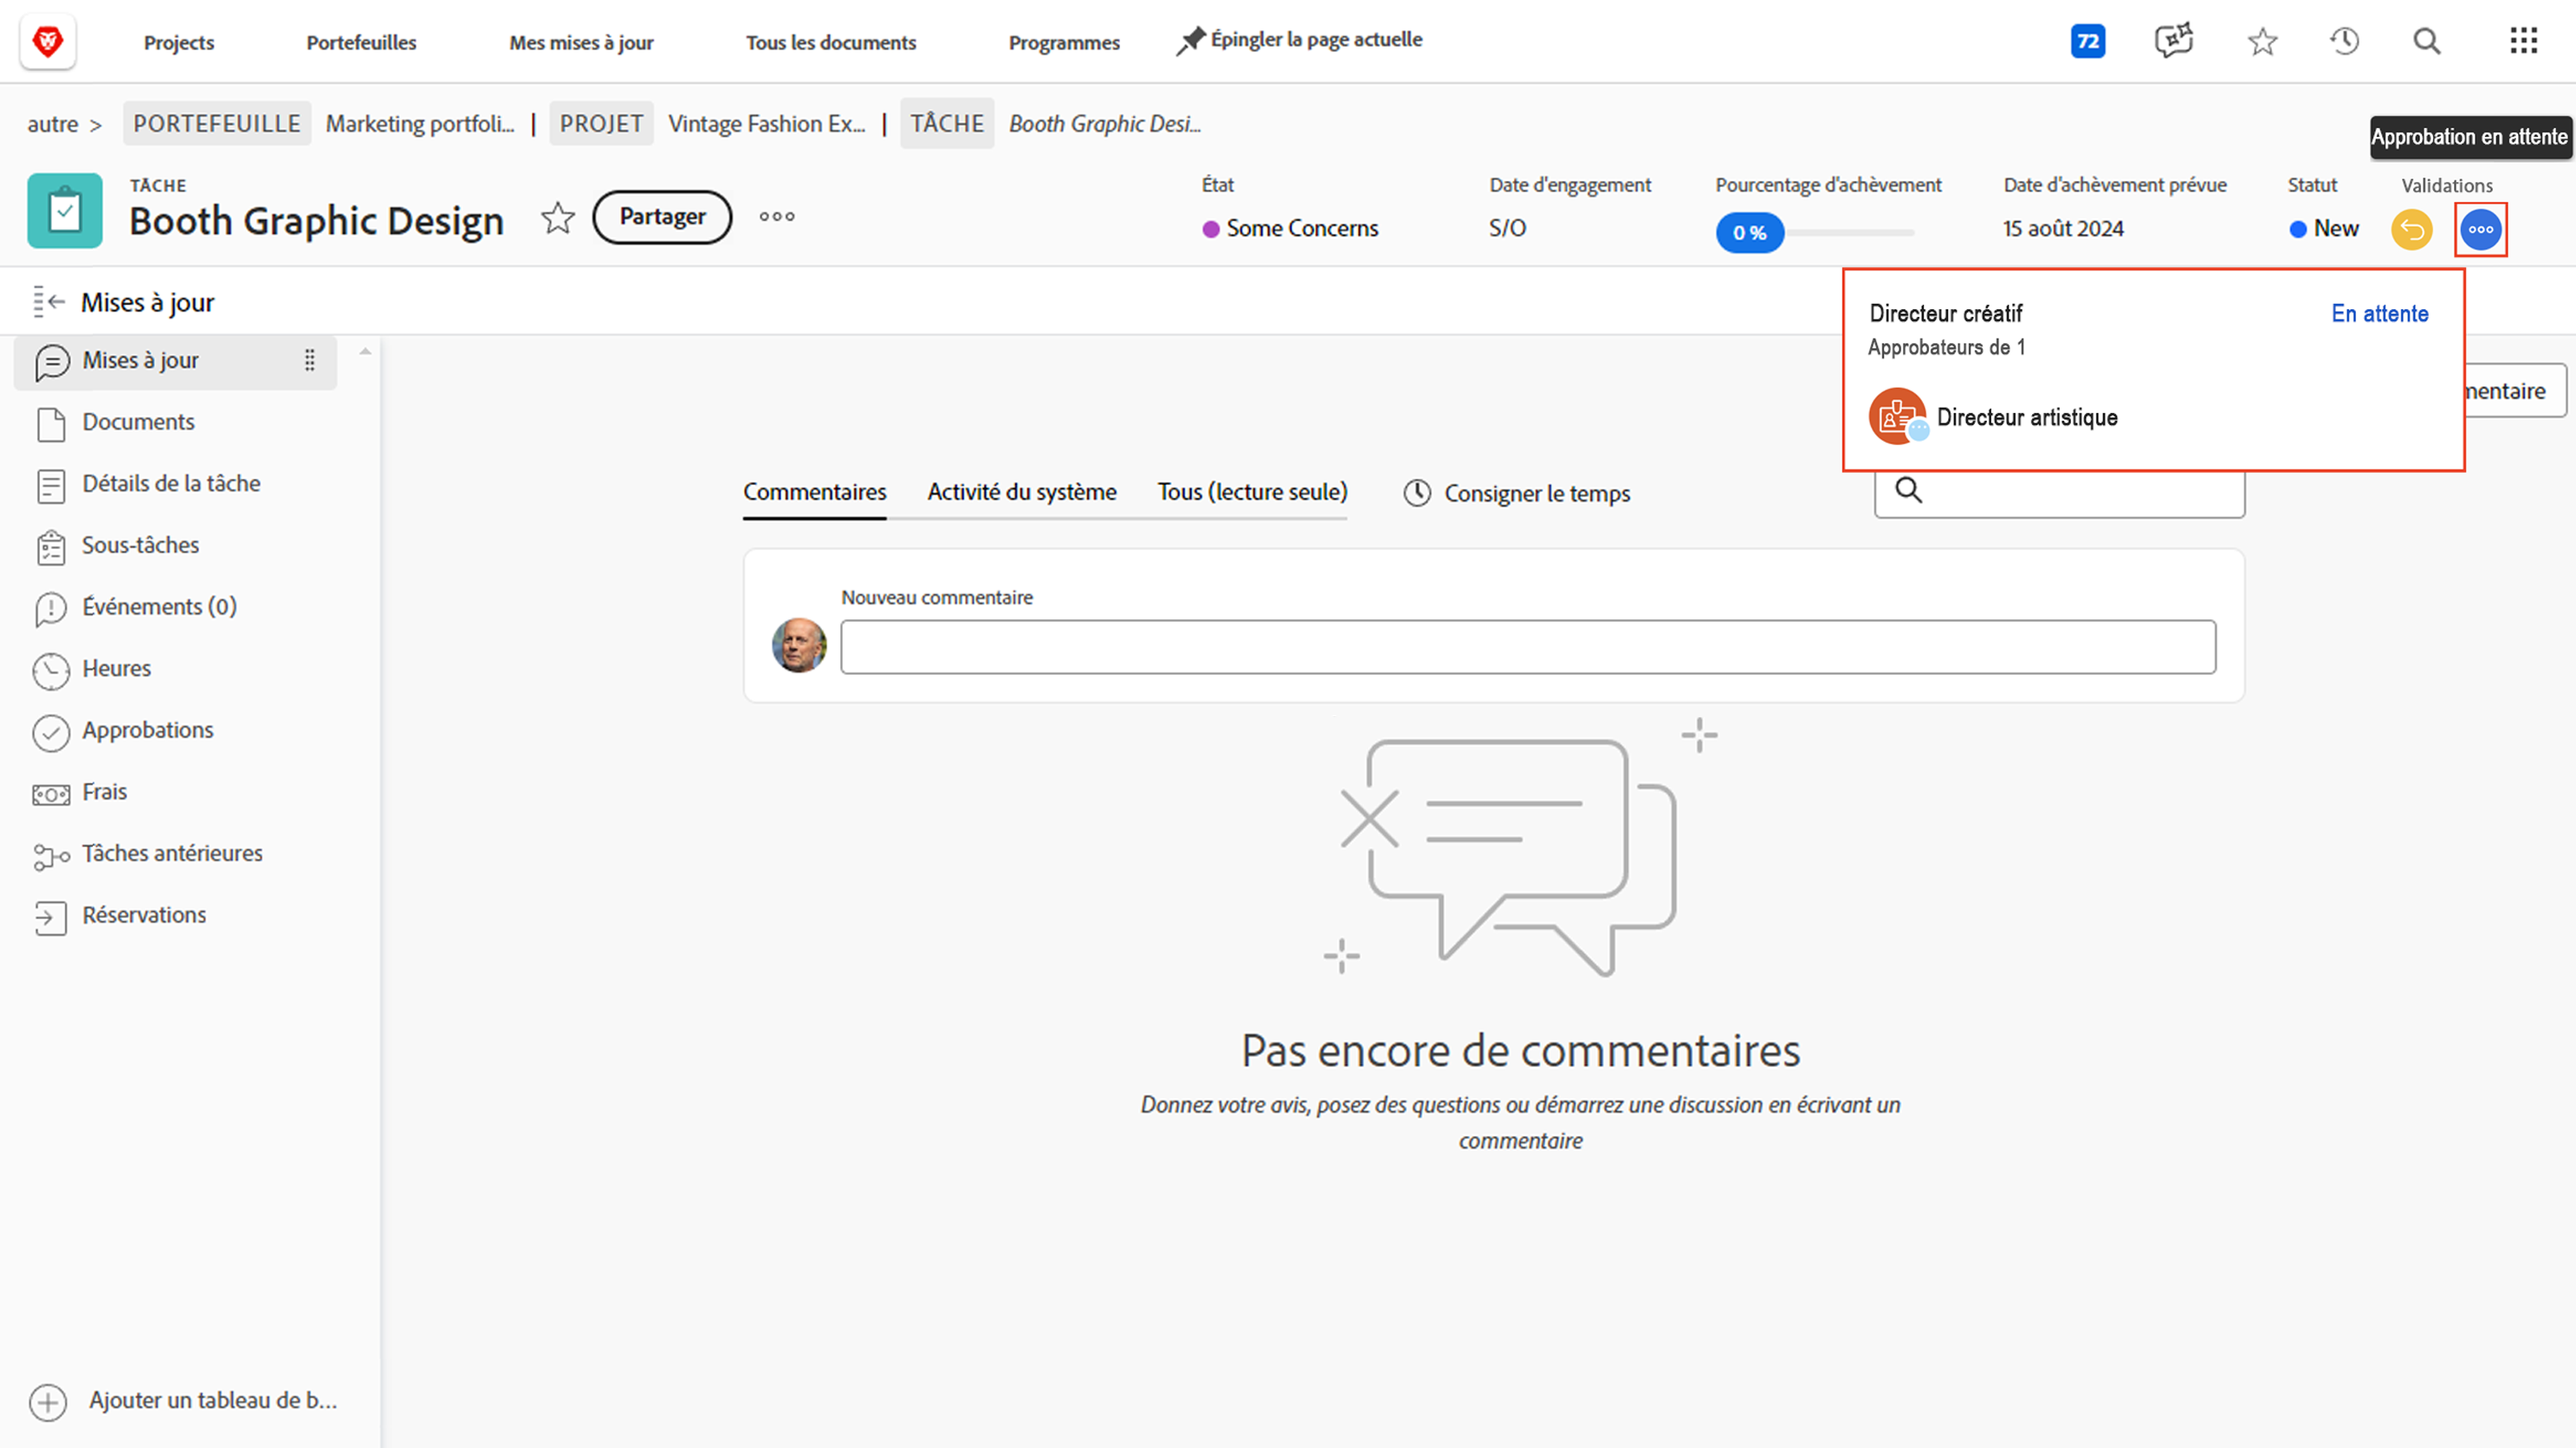 Projects Portefeuilles Mes mises à jour Tous les documents Programmes Épingler la page actuelle 72
autre > PORTEFEUILLE Marketing portfoli... | PROJET Vintage Fashion Ex... | TÂCHE Booth Graphic Desi...
Approbation en attente
TÂCHE
Booth Graphic Design
Partager
État
Some Concerns
Date d'engagement
S/O
Pourcentage d'achèvement
0 %
Date d'achèvement prévue
15 août 2024
Statut
New
Validations
Mises à jour
Directeur créatif En attente
Approbateurs de 1
Directeur artistique
mentaire
Mises à jour
Documents
Détails de la tâche
Sous-tâches
Événements (0)
Heures
Approbations
Frais
Tâches antérieures
Réservations
Ajouter un tableau de b...
Commentaires Activité du système Tous (lecture seule) Consigner le temps
Nouveau commentaire
Pas encore de commentaires
Donnez votre avis, posez des questions ou démarrez une discussion en écrivant un
commentaire